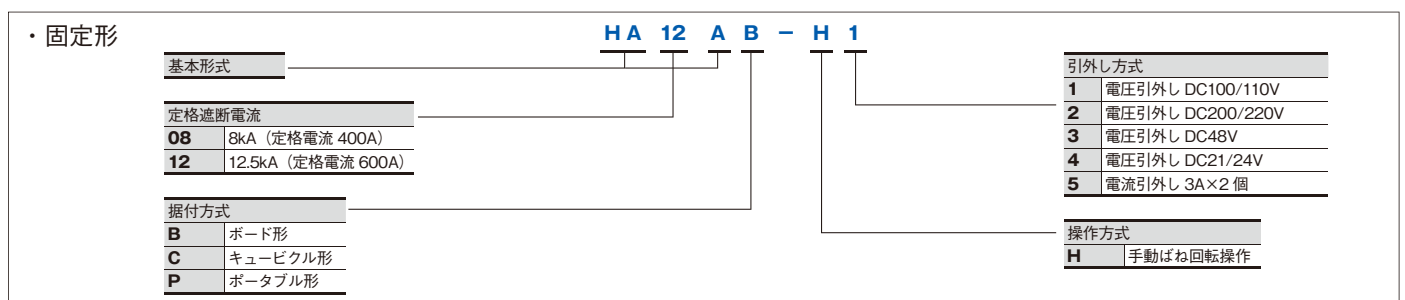 ・固定形
HA 12 A B - H 1
基本形式
定格遮断電流
08 8kA（定格電流 400A）
12 12.5kA（定格電流 600A）
据付方式
B ボード形
C キュービクル形
P ポータブル形
引外し方式
1 電圧引外し DC100/110V
2 電圧引外し DC200/220V
3 電圧引外し DC48V
4 電圧引外し DC21/24V
5 電流引外し 3A×2 個
操作方式
H 手動ばね回転操作